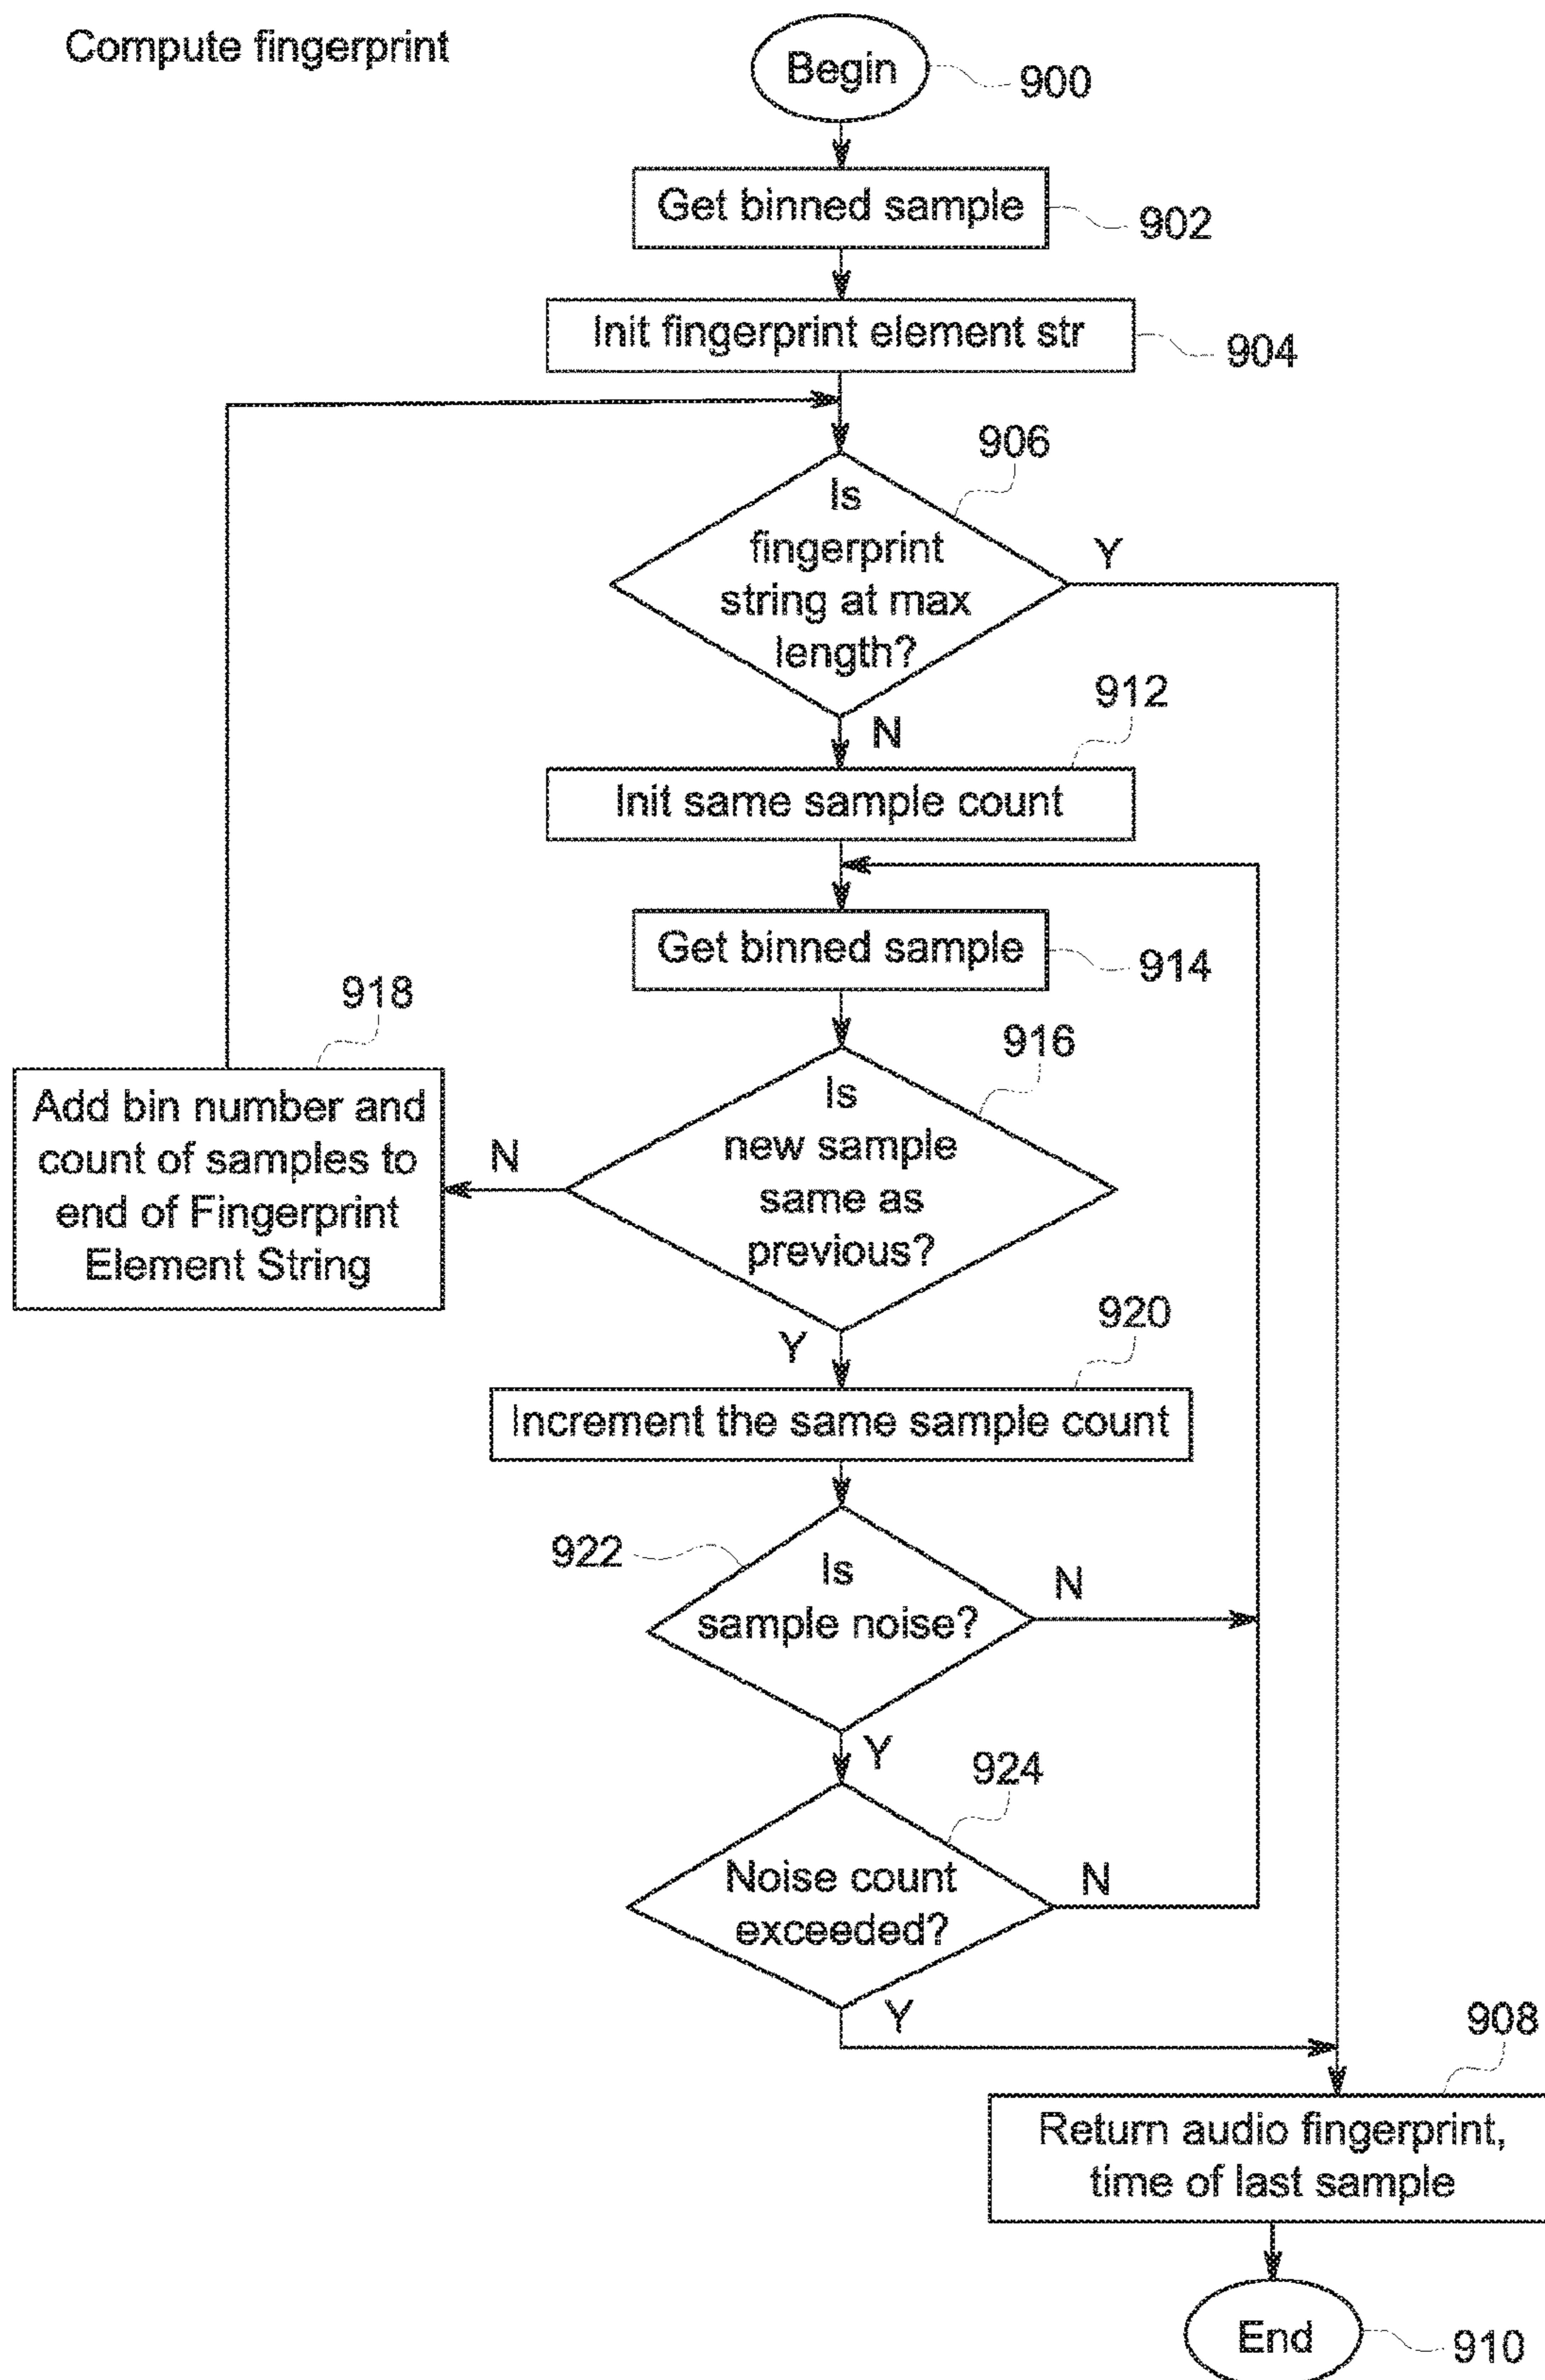 Compute fingerprint
Begin
900
Get binned sample
902
Init fingerprint element str
904
906
Is
fingerprint
string at max
length?
Y
N
912
Init same sample count
Get binned sample
914
916
Is
new sample
same as
previous?
N
918
Add bin number and
count of samples to
end of Fingerprint
Element String
Y
920
Increment the same sample count
922
Is
sample noise?
N
Y
924
Noise count
exceeded?
N
Y
908
Return audio fingerprint,
time of last sample
End
910